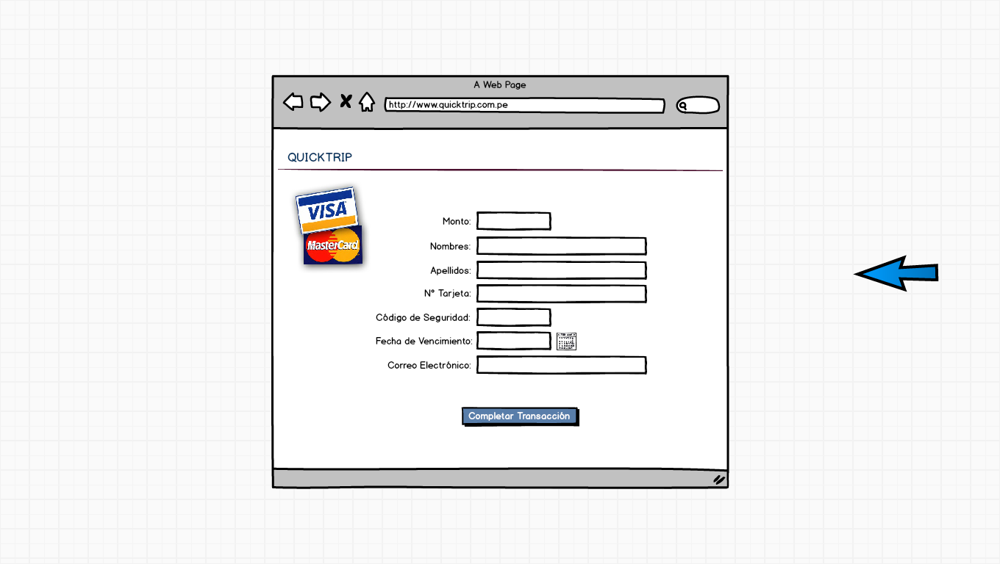 A Web Page
http://www.quicktrip.com.pe
QUICKTRIP
VISA
MasterCard
Monto:
Nombres:
Apellidos:
N° Tarjeta:
Código de Seguridad:
Fecha de Vencimiento:
Correo Electrónico:
Completar Transacción